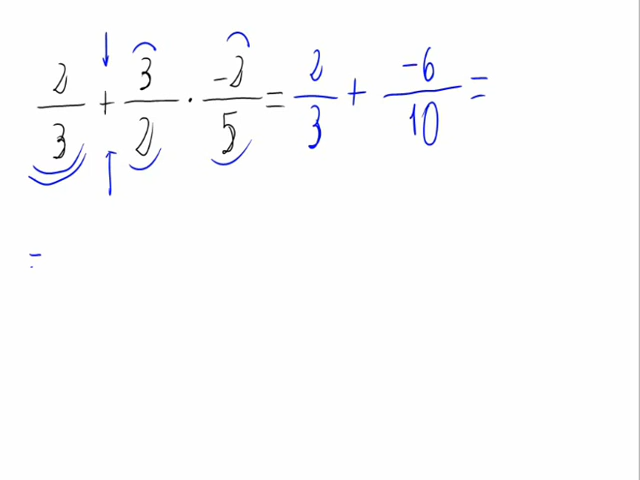 2/3 + 3/2 · -2/5 = 2/3 + -6/10 =
=